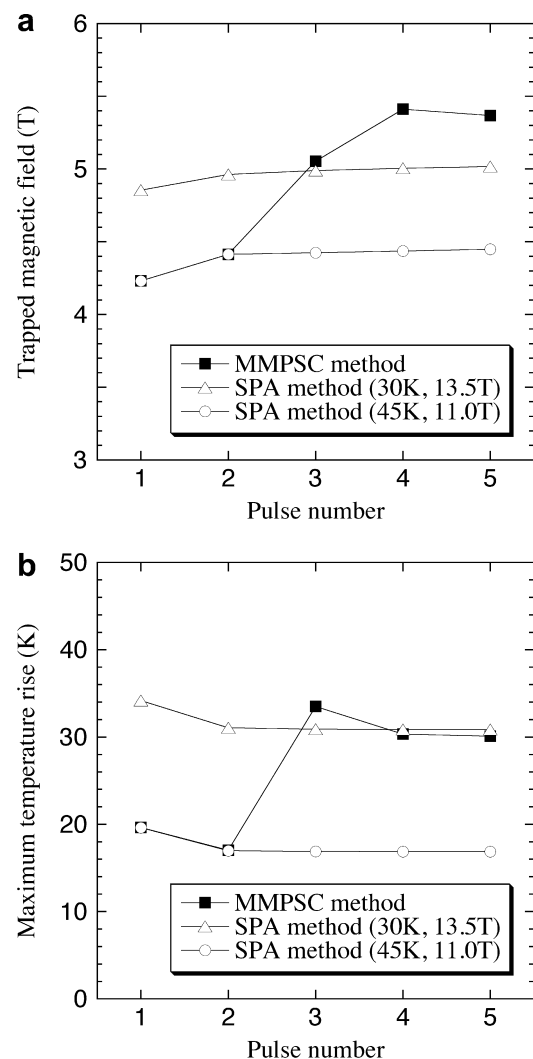 a
6
5
4
3
Trapped magnetic field (T)
MMPSC method
SPA method (30K, 13.5T)
SPA method (45K, 11.0T)
1 2 3 4 5
Pulse number
b
50
40
30
20
10
0
Maximum temperature rise (K)
MMPSC method
SPA method (30K, 13.5T)
SPA method (45K, 11.0T)
1 2 3 4 5
Pulse number